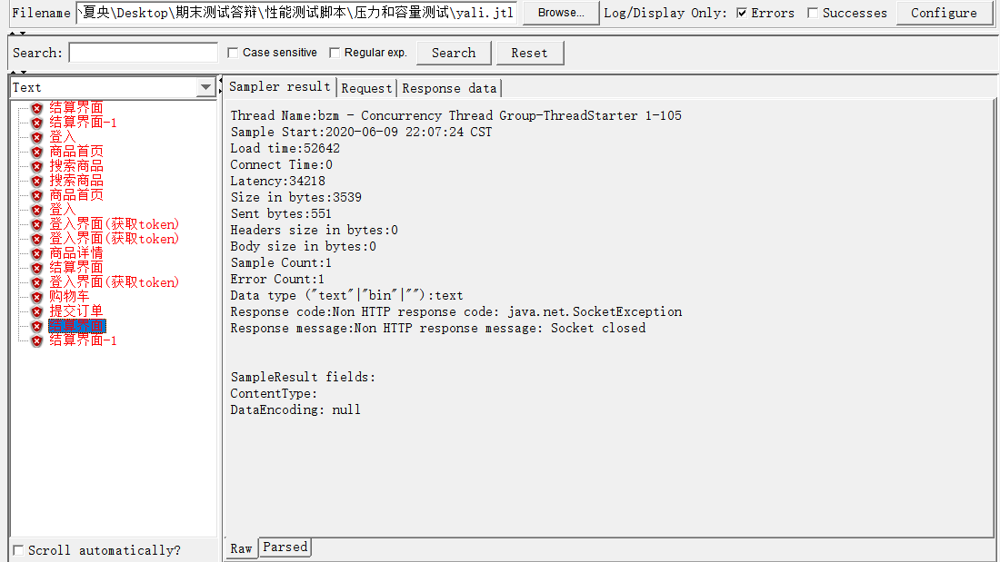 Filename 夏央\Desktop\期末测试答辩\性能测试脚本\压力和容量测试\yali.jtl Browse... Log/Display Only: Errors Successes Configure
Search: Case sensitive Regular exp. Search Reset
Text
结算界面
结算界面-1
登入
商品首页
搜索商品
搜索商品
商品首页
登入
登入界面(获取token)
登入界面(获取token)
商品详情
结算界面
登入界面(获取token)
购物车
提交订单
结算界面
结算界面-1
Scroll automatically?
Sampler result Request Response data
Thread Name:bzm - Concurrency Thread Group-ThreadStarter 1-105
Sample Start:2020-06-09 22:07:24 CST
Load time:52642
Connect Time:0
Latency:34218
Size in bytes:3539
Sent bytes:551
Headers size in bytes:0
Body size in bytes:0
Sample Count:1
Error Count:1
Data type ("text"|"bin"|""):text
Response code:Non HTTP response code: java.net.SocketException
Response message:Non HTTP response message: Socket closed
SampleResult fields:
ContentType:
DataEncoding: null
Raw Parsed